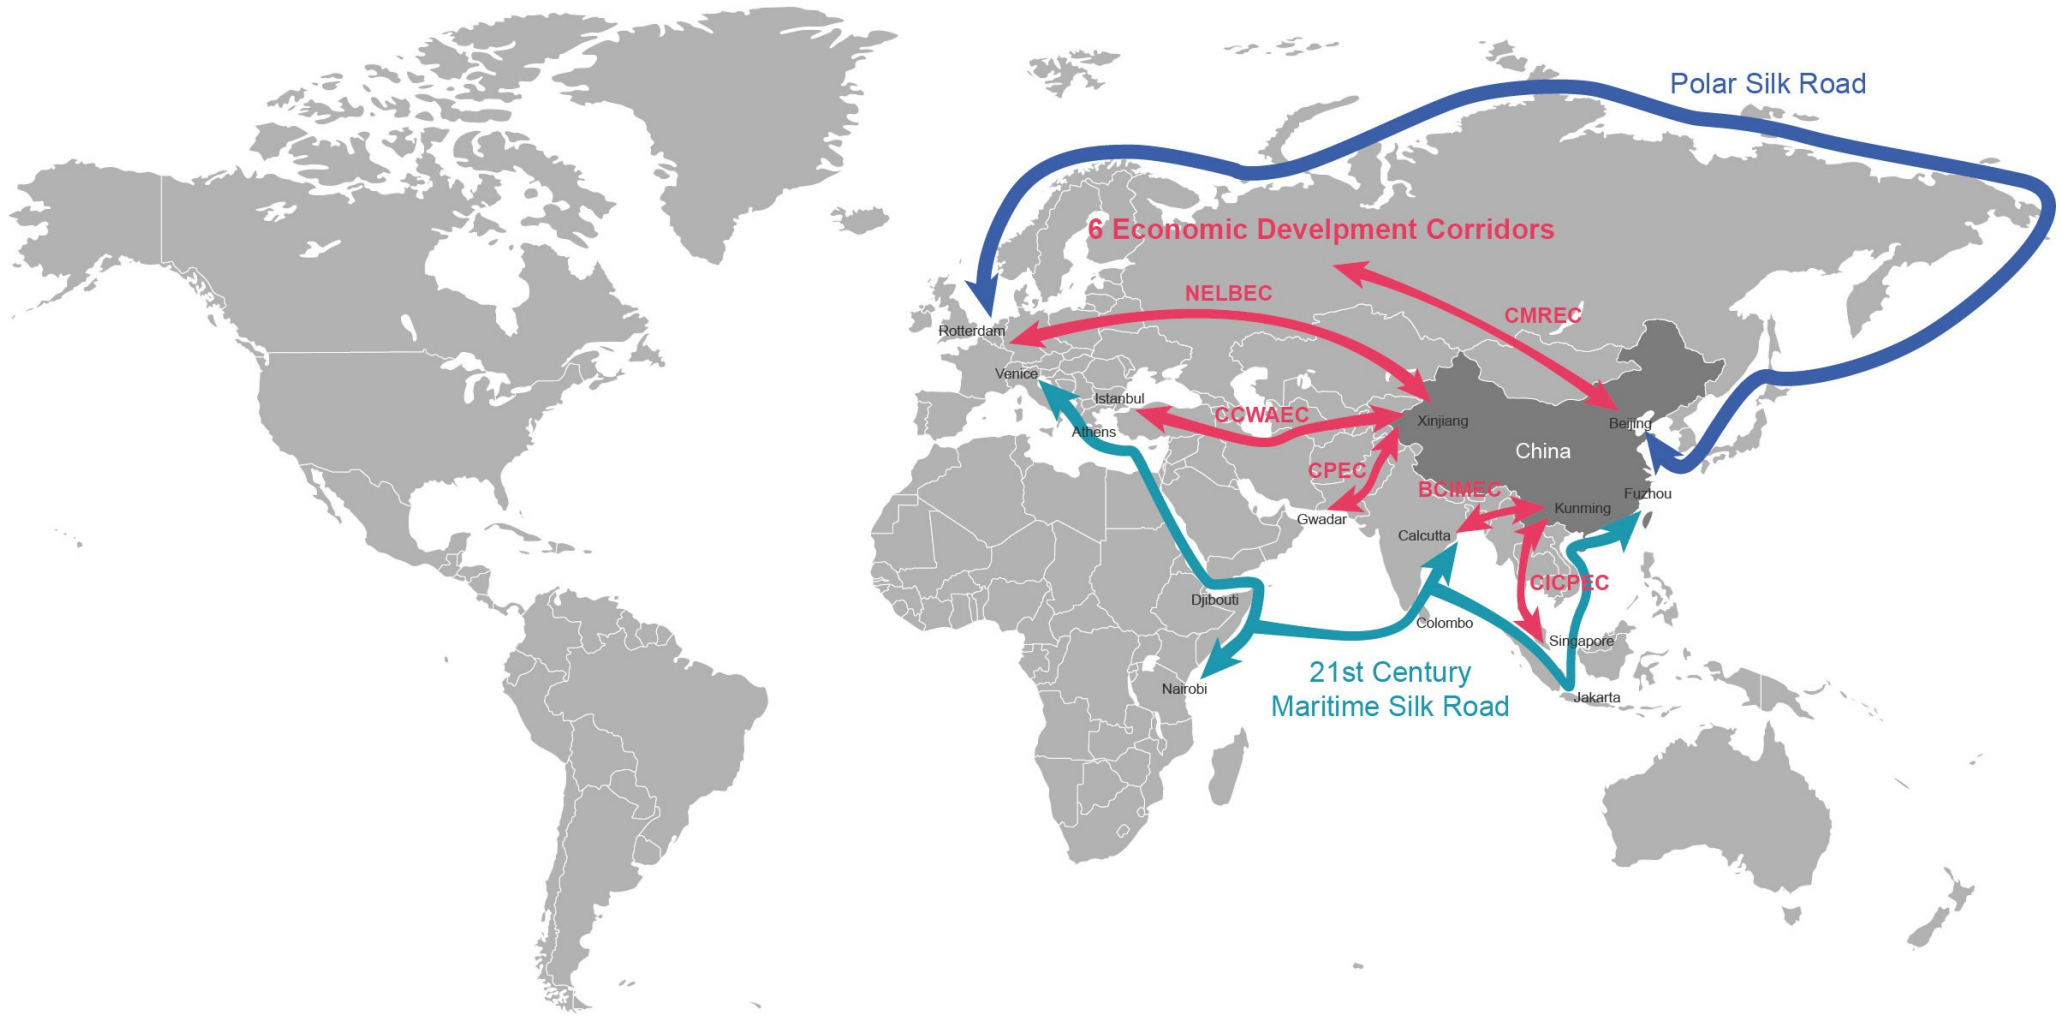 Polar Silk Road
6 Economic Develpment Corridors
NELBEC
CMREC
Rotterdam
Venice
Istanbul
CCWAEC
Xinjiang
Beijing
Athens
China
CPEC
BCIMEC
Fuzhou
Gwadar
Kunming
Calcutta
CICPEC
Djibouti
Colombo
Singapore
21st Century
Maritime Silk Road
Nairobi
Jakarta